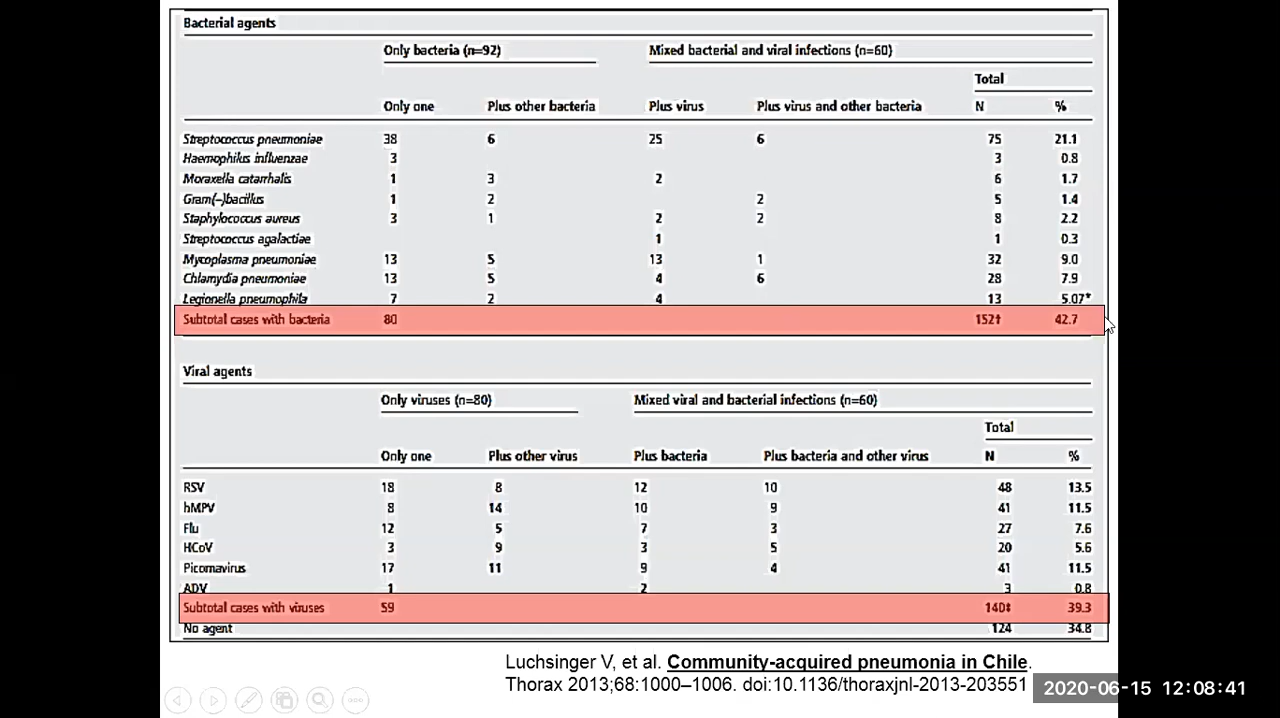 Bacterial agents
Only bacteria (n=92) Mixed bacterial and viral infections (n=60)
Total
Only one Plus other bacteria Plus virus Plus virus and other bacteria N %
Streptococcus pneumoniae 38 6 25 6 75 21.1
Haemophilus influenzae 3 3 0.8
Moraxella catarrhalis 1 3 2 6 1.7
Gram(–)bacillus 1 2 2 5 1.4
Staphylococcus aureus 3 1 2 2 8 2.2
Streptococcus agalactiae 1 1 0.3
Mycoplasma pneumoniae 13 5 13 1 32 9.0
Chlamydia pneumoniae 13 5 4 6 28 7.9
Legionella pneumophila 7 2 4 13 5.07*
Subtotal cases with bacteria 80 152† 42.7
Viral agents
Only viruses (n=80) Mixed viral and bacterial infections (n=60)
Total
Only one Plus other virus Plus bacteria Plus bacteria and other virus N %
RSV 18 8 12 10 48 13.5
hMPV 8 14 10 9 41 11.5
Flu 12 5 7 3 27 7.6
HCoV 3 9 3 5 20 5.6
Picornavirus 17 11 9 4 41 11.5
ADV 1 2 3 0.8
Subtotal cases with viruses 59 140‡ 39.3
No agent 124 34.8
Luchsinger V, et al. Community-acquired pneumonia in Chile.
Thorax 2013;68:1000–1006. doi:10.1136/thoraxjnl-2013-203551
2020-06-15 12:08:41